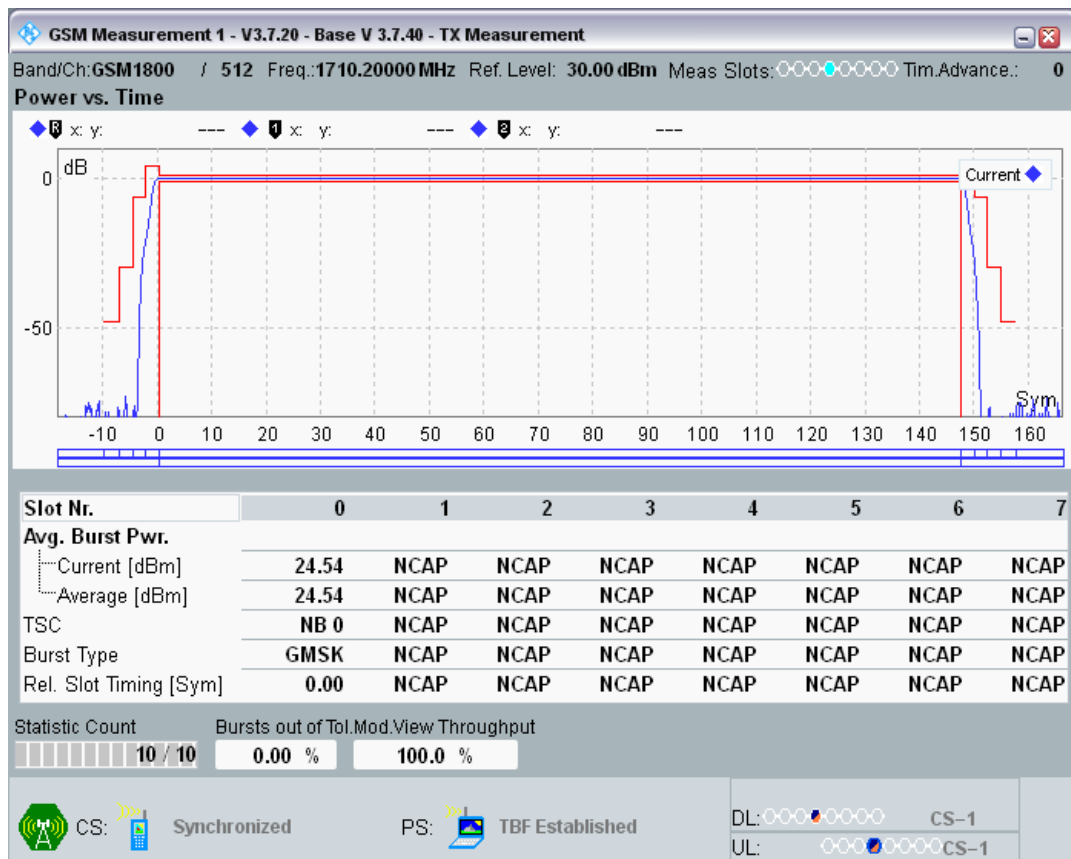 GSM Measurement 1 - V3.7.20 - Base V 3.7.40 - TX Measurement
Band/Ch:GSM1800 / 512 Freq.:1710.20000 MHz Ref. Level: 30.00 dBm Meas Slots: Tim.Advance.: 0
Power vs. Time
R x: y: --- 1 x: y: --- 2 x: y: ---
dB
Current
0
-50
Sym
-10 0 10 20 30 40 50 60 70 80 90 100 110 120 130 140 150 160
Slot Nr. 0 1 2 3 4 5 6 7
Avg. Burst Pwr.
Current [dBm] 24.54 NCAP NCAP NCAP NCAP NCAP NCAP NCAP
Average [dBm] 24.54 NCAP NCAP NCAP NCAP NCAP NCAP NCAP
TSC NB 0 NCAP NCAP NCAP NCAP NCAP NCAP NCAP
Burst Type GMSK NCAP NCAP NCAP NCAP NCAP NCAP NCAP
Rel. Slot Timing [Sym] 0.00 NCAP NCAP NCAP NCAP NCAP NCAP NCAP
Statistic Count Bursts out of Tol.Mod.View Throughput
10 / 10 0.00 % 100.0 %
CS: Synchronized PS: TBF Established
DL: CS-1
UL: CS-1